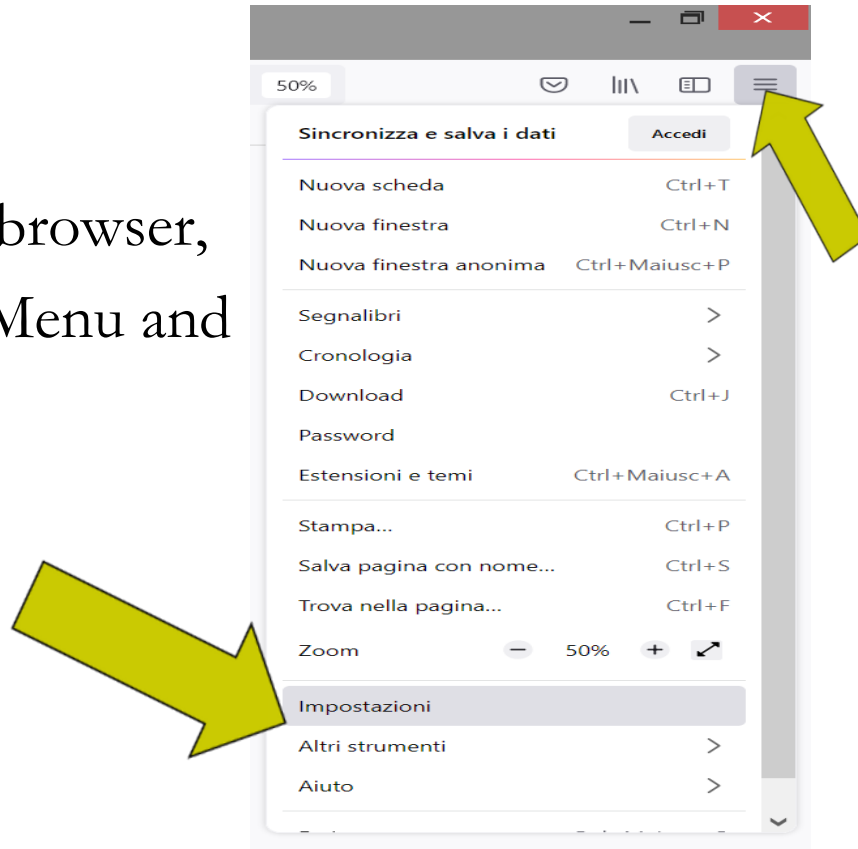 50%
Sincronizza e salva i dati Accedi
Nuova scheda Ctrl+T
Nuova finestra Ctrl+N
browser,
Nuova finestra anonima Ctrl+Maiusc+P
Menu and
Segnalibri
Cronologia
Download Ctrl+J
Password
Estensioni e temi Ctrl+Maiusc+A
Stampa... Ctrl+P
Salva pagina con nome... Ctrl+S
Trova nella pagina... Ctrl+F
Zoom − 50% +
Impostazioni
Altri strumenti
Aiuto